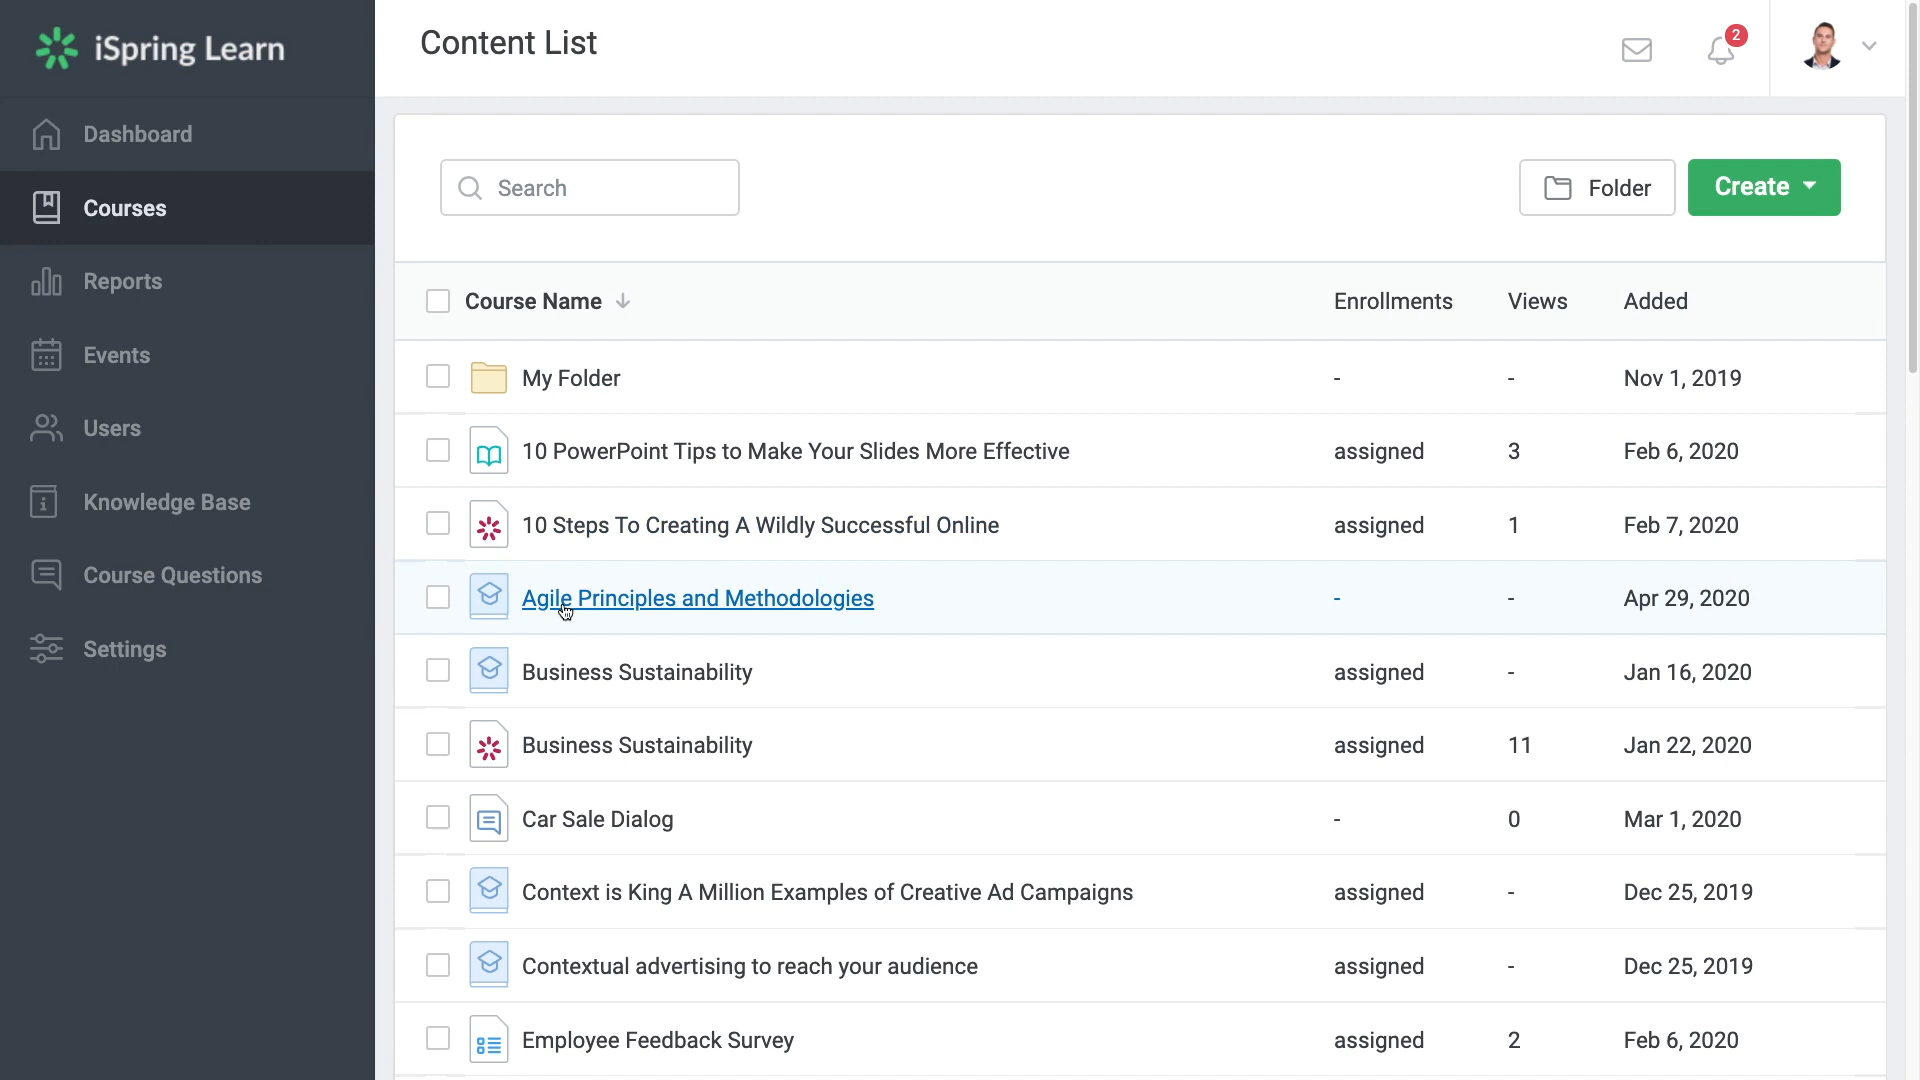 iSpring Learn
Content List
2
Dashboard
Courses
Reports
Events
Users
Knowledge Base
Course Questions
Settings
Search
Folder
Create
Course Name Enrollments Views Added
My Folder - - Nov 1, 2019
10 PowerPoint Tips to Make Your Slides More Effective assigned 3 Feb 6, 2020
10 Steps To Creating A Wildly Successful Online assigned 1 Feb 7, 2020
Agile Principles and Methodologies - - Apr 29, 2020
Business Sustainability assigned - Jan 16, 2020
Business Sustainability assigned 11 Jan 22, 2020
Car Sale Dialog - 0 Mar 1, 2020
Context is King A Million Examples of Creative Ad Campaigns assigned - Dec 25, 2019
Contextual advertising to reach your audience assigned - Dec 25, 2019
Employee Feedback Survey assigned 2 Feb 6, 2020